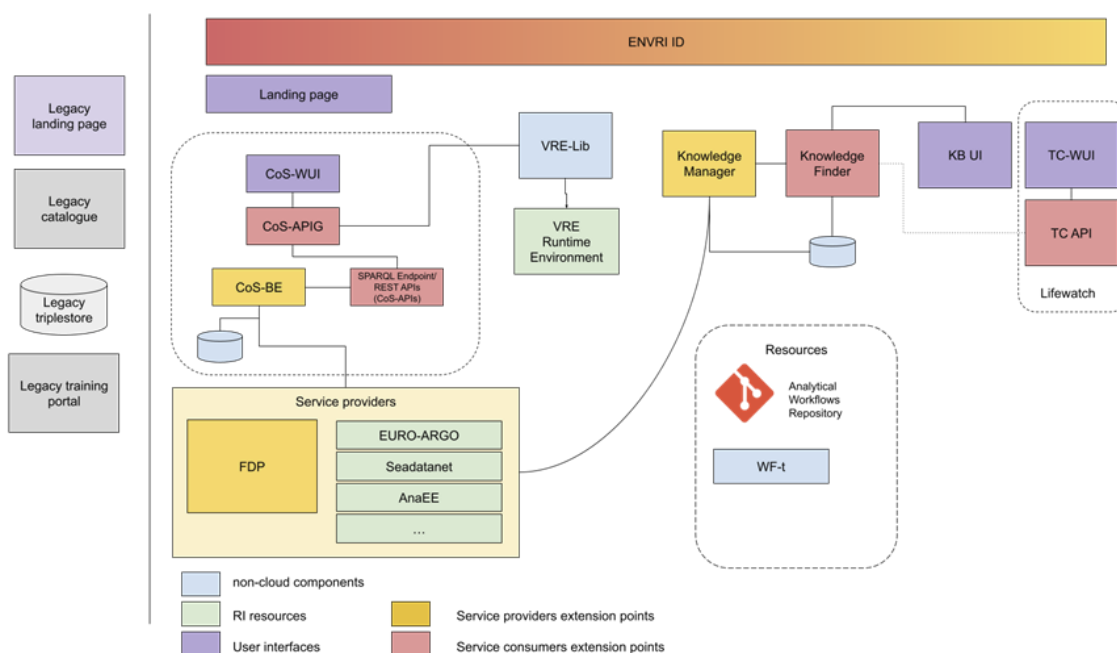 ENVRI ID
Legacy
landing page
Legacy
catalogue
Legacy
triplestore
Legacy training
portal
Landing page
CoS-WUI
CoS-APIG
CoS-BE
SPARQL Endpoint/
REST APIs
(CoS-APIs)
VRE-Lib
VRE
Runtime
Environment
Knowledge
Manager
Knowledge
Finder
KB UI
TC-WUI
TC API
Lifewatch
Service providers
FDP
EURO-ARGO
Seadatanet
AnaEE
...
Resources
Analytical
Workflows
Repository
WF-t
non-cloud components
RI resources
User interfaces
Service providers extension points
Service consumers extension points